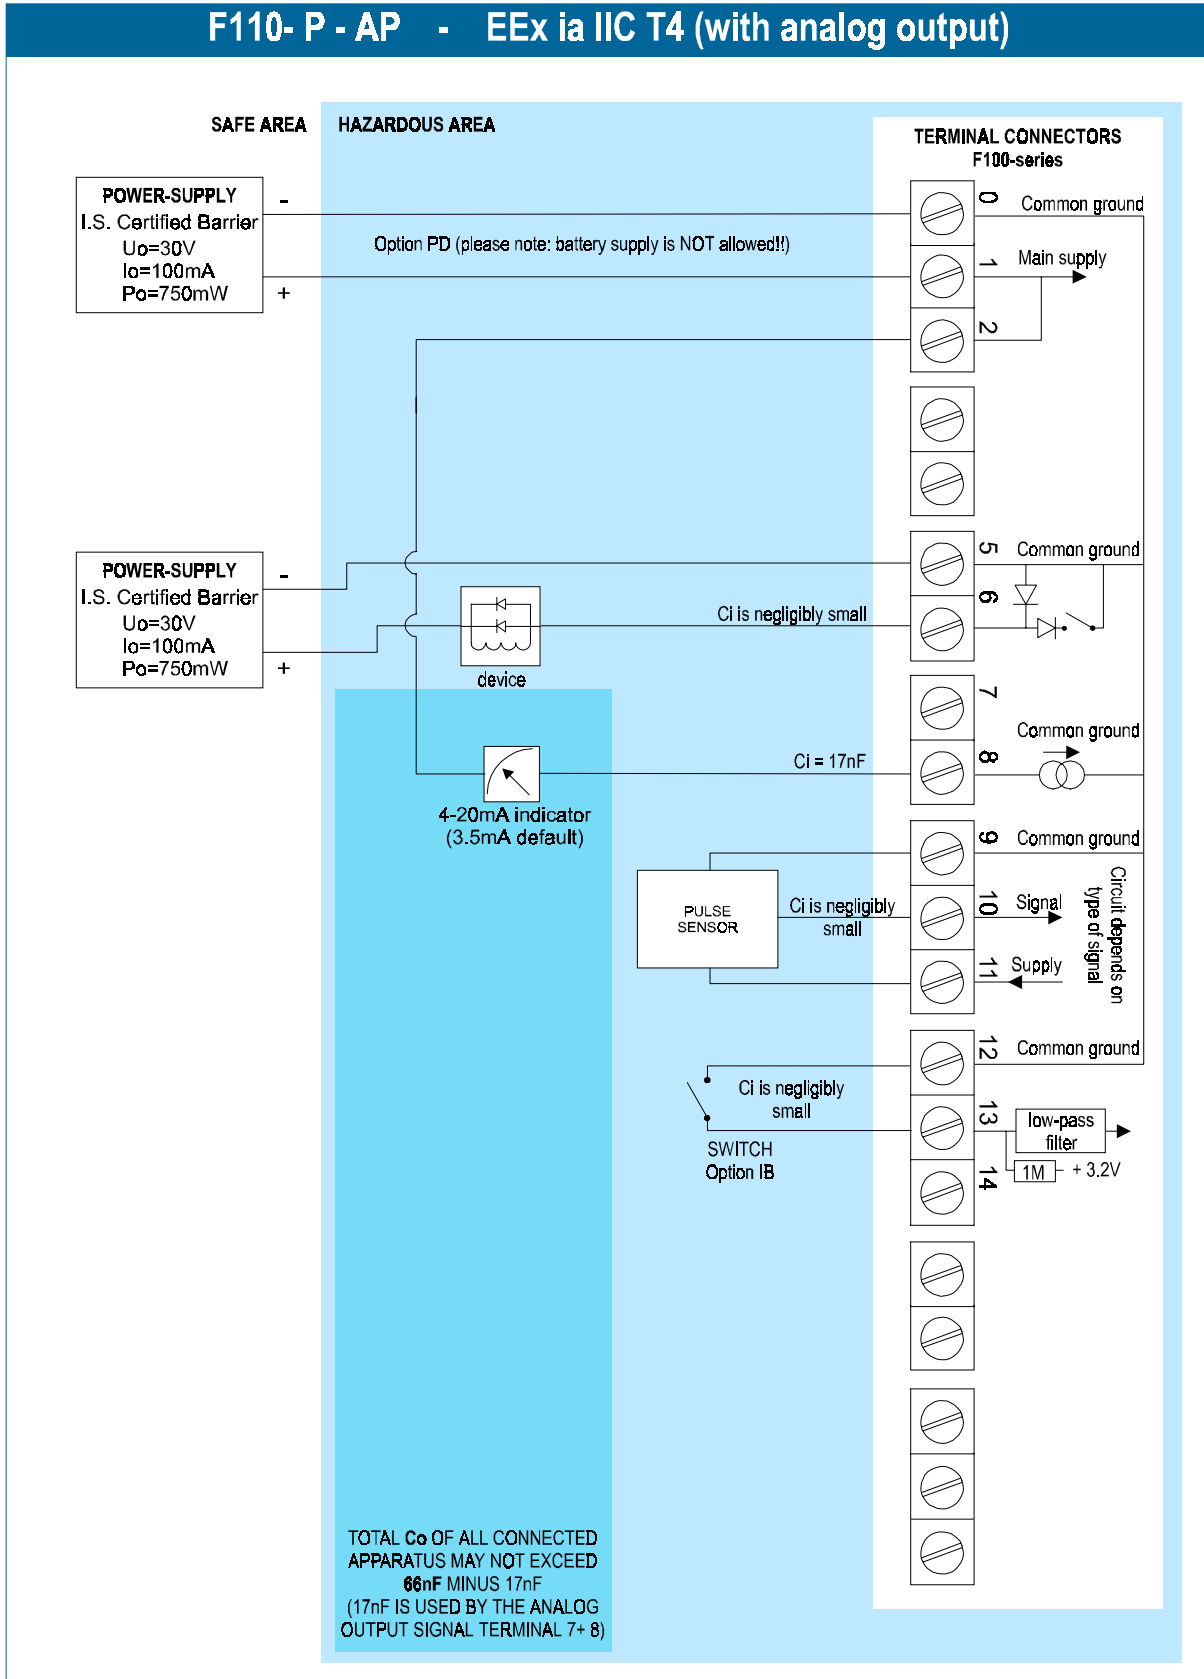 F110- P - AP - EEx ia IIC T4 (with analog output)
SAFE AREA
HAZARDOUS AREA
TERMINAL CONNECTORS
F100-series
POWER-SUPPLY
I.S. Certified Barrier
Uo=30V
Io=100mA
Po=750mW
-
+
Option PD (please note: battery supply is NOT allowed!!)
0
Common ground
1
Main supply
2
POWER-SUPPLY
I.S. Certified Barrier
Uo=30V
Io=100mA
Po=750mW
-
+
device
Ci is negligibly small
5
Common ground
6
7
Common ground
8
Ci = 17nF
4-20mA indicator
(3.5mA default)
PULSE
SENSOR
Ci is negligibly
small
9
Common ground
10
Signal
11
Supply
Circuit depends on
type of signal
12
Common ground
Ci is negligibly
small
SWITCH
Option IB
13
low-pass
filter
14
1M
+ 3.2V
TOTAL Co OF ALL CONNECTED
APPARATUS MAY NOT EXCEED
66nF MINUS 17nF
(17nF IS USED BY THE ANALOG
OUTPUT SIGNAL TERMINAL 7+ 8)